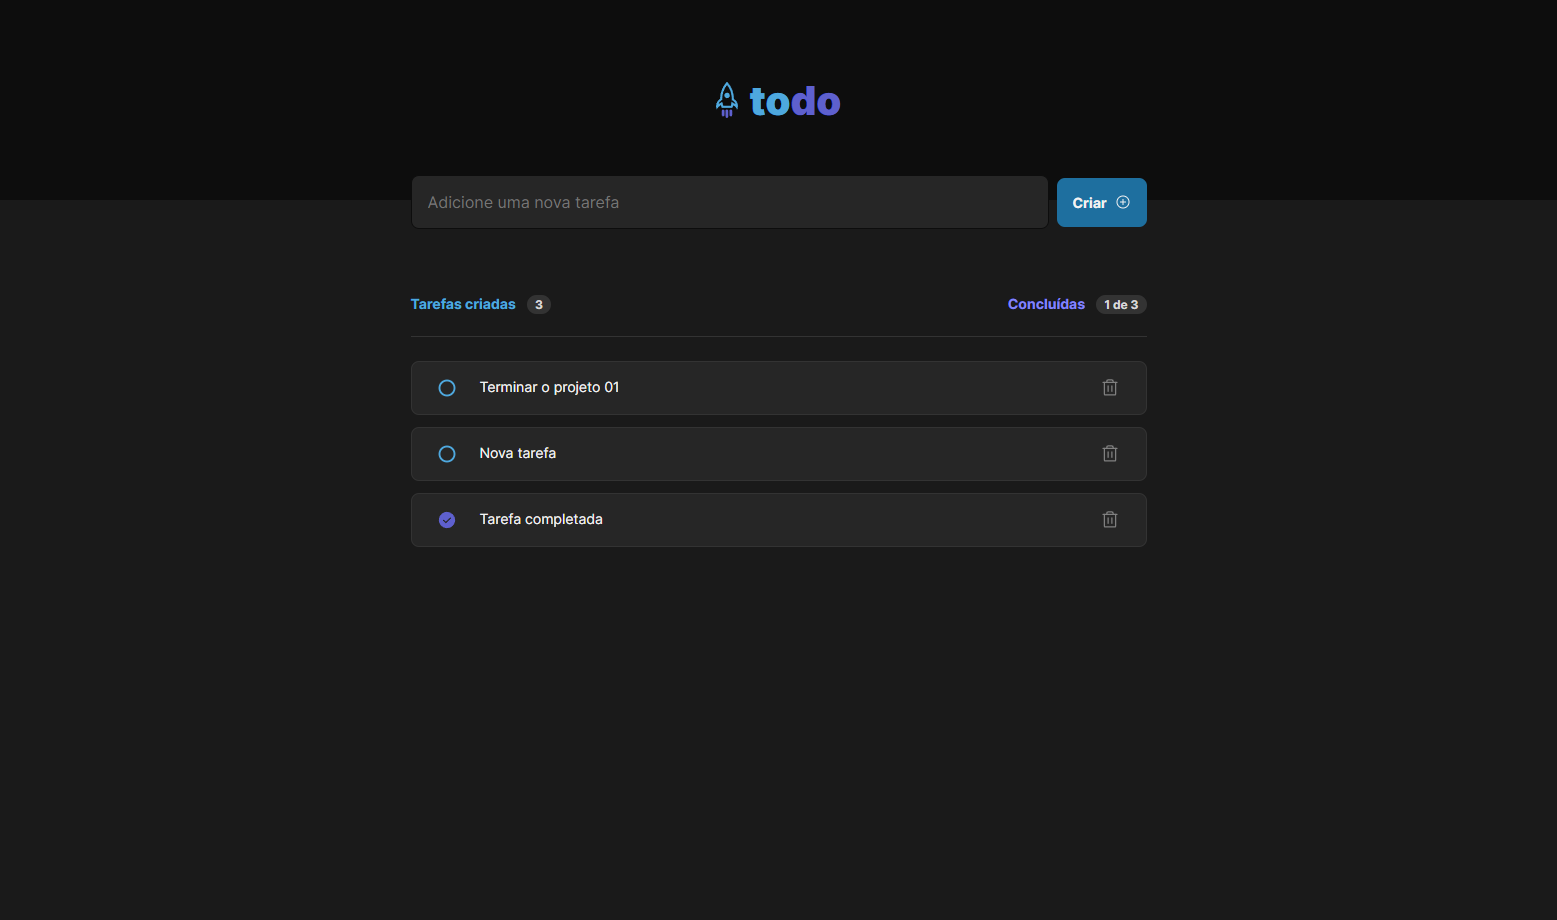 todo
Adicione uma nova tarefa
Criar
Tarefas criadas 3
Concluídas 1 de 3
Terminar o projeto 01
Nova tarefa
Tarefa completada